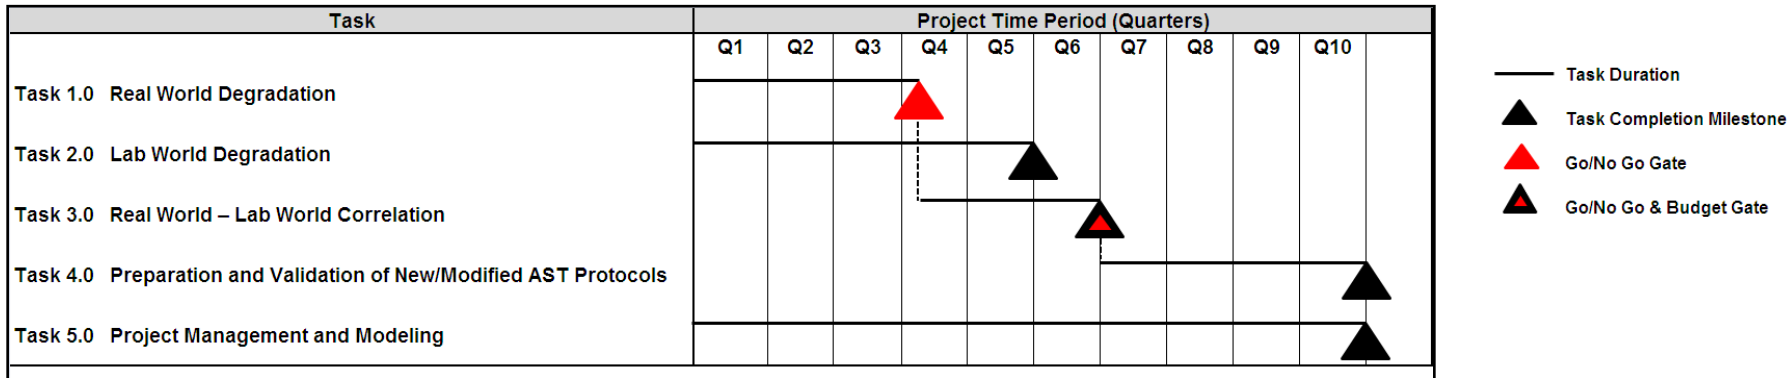 Task Project Time Period (Quarters)
Q1 Q2 Q3 Q4 Q5 Q6 Q7 Q8 Q9 Q10
Task 1.0 Real World Degradation
Task 2.0 Lab World Degradation
Task 3.0 Real World – Lab World Correlation
Task 4.0 Preparation and Validation of New/Modified AST Protocols
Task 5.0 Project Management and Modeling
Task Duration
Task Completion Milestone
Go/No Go Gate
Go/No Go & Budget Gate